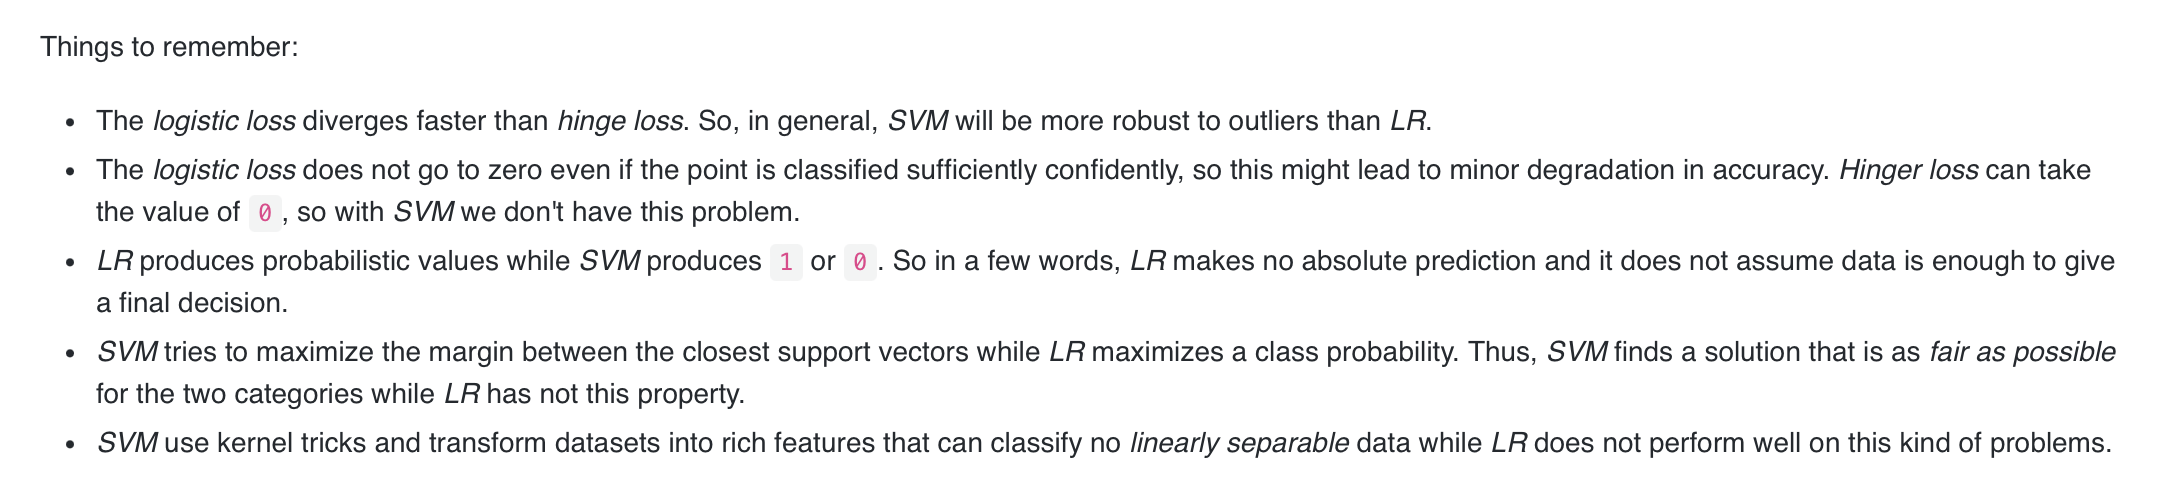 Things to remember:
• The logistic loss diverges faster than hinge loss. So, in general, SVM will be more robust to outliers than LR.
• The logistic loss does not go to zero even if the point is classified sufficiently confidently, so this might lead to minor degradation in accuracy. Hinger loss can take
the value of 0, so with SVM we don't have this problem.
• LR produces probabilistic values while SVM produces 1 or 0. So in a few words, LR makes no absolute prediction and it does not assume data is enough to give
a final decision.
• SVM tries to maximize the margin between the closest support vectors while LR maximizes a class probability. Thus, SVM finds a solution that is as fair as possible
for the two categories while LR has not this property.
• SVM use kernel tricks and transform datasets into rich features that can classify no linearly separable data while LR does not perform well on this kind of problems.